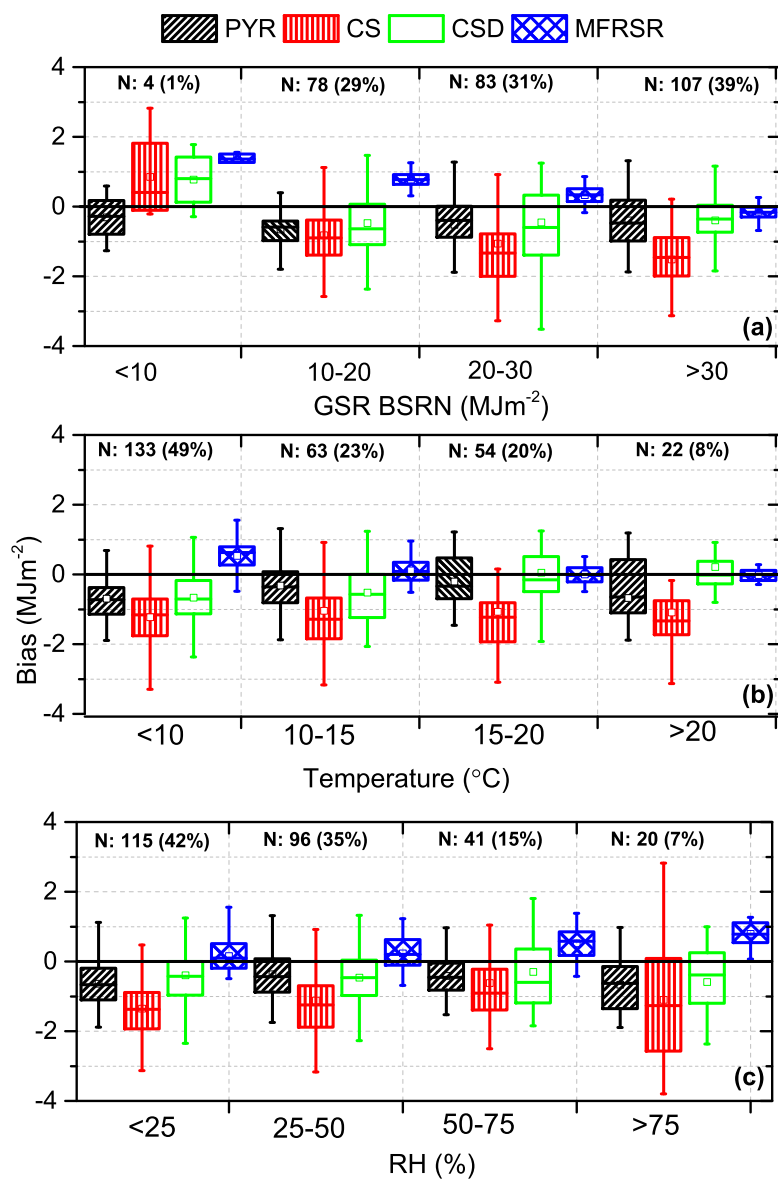 PYR CS CSD MFRSR
4
N: 4 (1%) N: 78 (29%) N: 83 (31%) N: 107 (39%)
2
0
-2
-4
(a)
<10 10-20 20-30 >30
GSR BSRN (MJm⁻²)
4
N: 133 (49%) N: 63 (23%) N: 54 (20%) N: 22 (8%)
2
0
-2
-4
Bias (MJm⁻²)
(b)
<10 10-15 15-20 >20
Temperature (°C)
4
N: 115 (42%) N: 96 (35%) N: 41 (15%) N: 20 (7%)
2
0
-2
-4
(c)
<25 25-50 50-75 >75
RH (%)